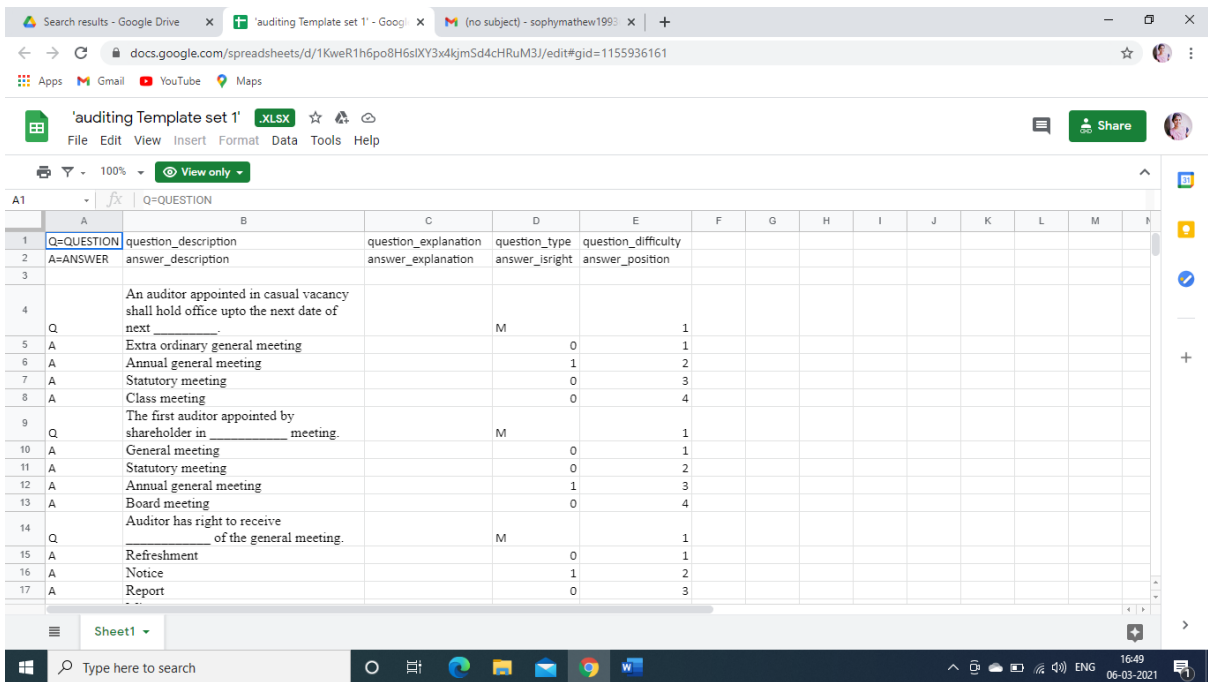 Search results - Google Drive
'auditing Template set 1' - Googl
(no subject) - sophymathew1993
docs.google.com/spreadsheets/d/1KweR1h6po8H6slXY3x4kjmSd4cHRuM3J/edit#gid=1155936161
Apps Gmail YouTube Maps
'auditing Template set 1' .XLSX
Share
File Edit View Insert Format Data Tools Help
100% View only
31
A1 fx Q=QUESTION
A B C D E F G H I J K L M N
1 Q=QUESTION question_description question_explanation question_type question_difficulty
2 A=ANSWER answer_description answer_explanation answer_isright answer_position
3
An auditor appointed in casual vacancy
4 shall hold office upto the next date of
Q next _________. M 1
5 A Extra ordinary general meeting 0 1
6 A Annual general meeting 1 2
7 A Statutory meeting 0 3
8 A Class meeting 0 4
9 The first auditor appointed by
Q shareholder in ___________ meeting. M 1
10 A General meeting 0 1
11 A Statutory meeting 0 2
12 A Annual general meeting 1 3
13 A Board meeting 0 4
14 Auditor has right to receive
Q ____________ of the general meeting. M 1
15 A Refreshment 0 1
16 A Notice 1 2
17 A Report 0 3
Sheet1
Type here to search
W
ENG
16:49
06-03-2021
1